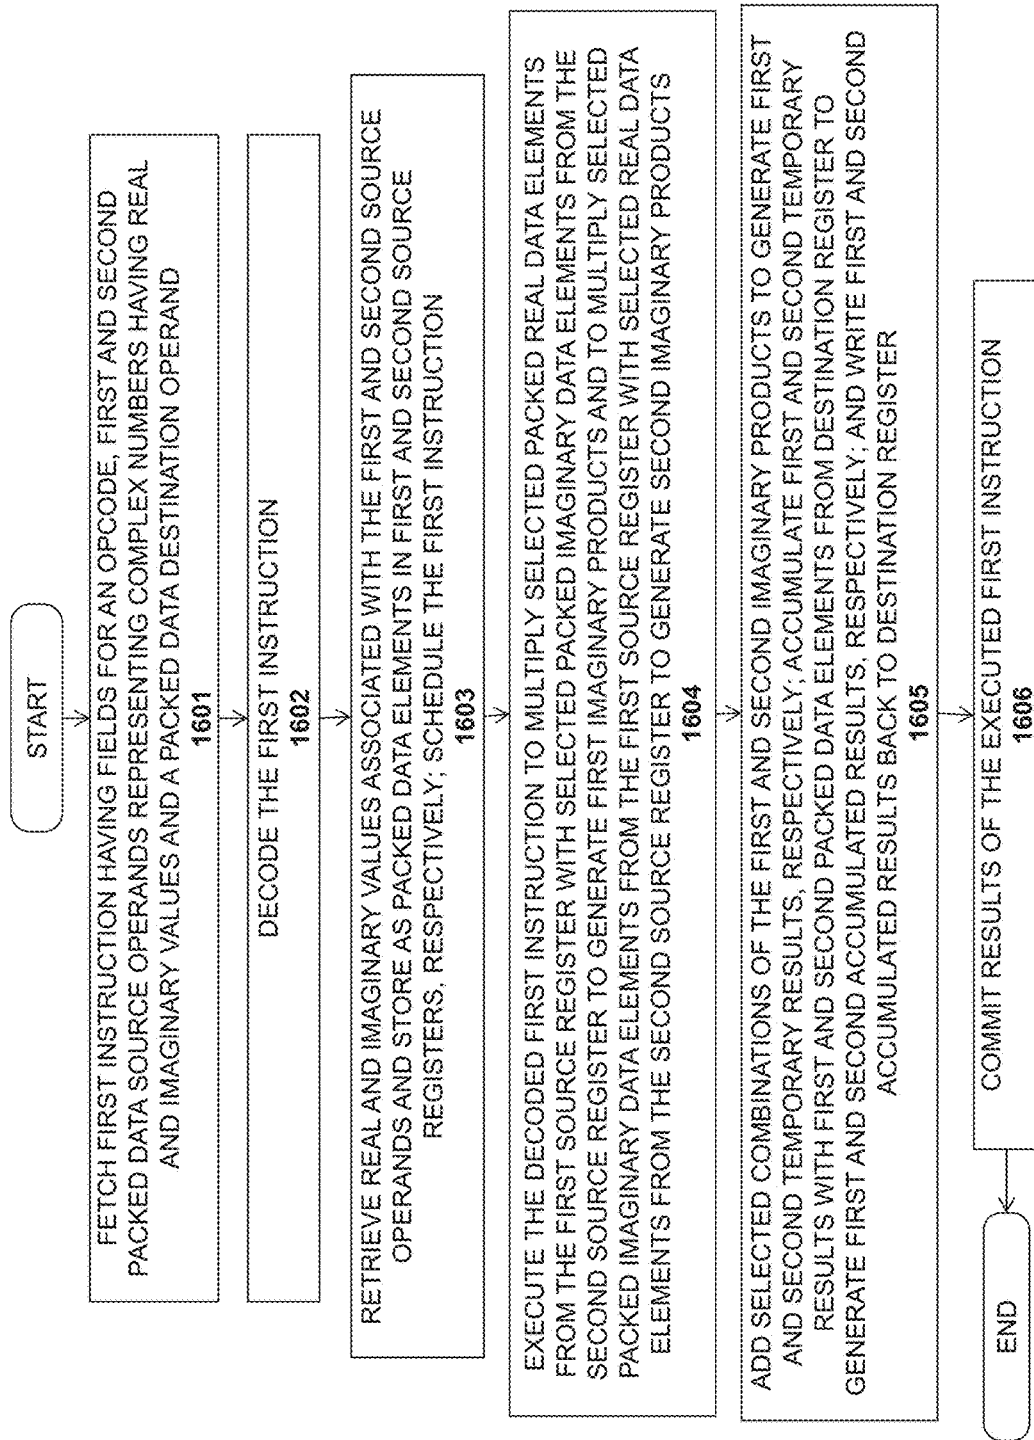 START
FETCH FIRST INSTRUCTION HAVING FIELDS FOR AN OPCODE, FIRST AND SECOND
PACKED DATA SOURCE OPERANDS REPRESENTING COMPLEX NUMBERS HAVING REAL
AND IMAGINARY VALUES AND A PACKED DATA DESTINATION OPERAND
1601
DECODE THE FIRST INSTRUCTION
1602
RETRIEVE REAL AND IMAGINARY VALUES ASSOCIATED WITH THE FIRST AND SECOND SOURCE
OPERANDS AND STORE AS PACKED DATA ELEMENTS IN FIRST AND SECOND SOURCE
REGISTERS, RESPECTIVELY; SCHEDULE THE FIRST INSTRUCTION
1603
EXECUTE THE DECODED FIRST INSTRUCTION TO MULTIPLY SELECTED PACKED REAL DATA ELEMENTS
FROM THE FIRST SOURCE REGISTER WITH SELECTED PACKED IMAGINARY DATA ELEMENTS FROM THE
SECOND SOURCE REGISTER TO GENERATE FIRST IMAGINARY PRODUCTS AND TO MULTIPLY SELECTED
PACKED IMAGINARY DATA ELEMENTS FROM THE FIRST SOURCE REGISTER WITH SELECTED REAL DATA
ELEMENTS FROM THE SECOND SOURCE REGISTER TO GENERATE SECOND IMAGINARY PRODUCTS
1604
ADD SELECTED COMBINATIONS OF THE FIRST AND SECOND IMAGINARY PRODUCTS TO GENERATE FIRST
AND SECOND TEMPORARY RESULTS, RESPECTIVELY; ACCUMULATE FIRST AND SECOND TEMPORARY
RESULTS WITH FIRST AND SECOND PACKED DATA ELEMENTS FROM DESTINATION REGISTER TO
GENERATE FIRST AND SECOND ACCUMULATED RESULTS, RESPECTIVELY; AND WRITE FIRST AND SECOND
ACCUMULATED RESULTS BACK TO DESTINATION REGISTER
1605
COMMIT RESULTS OF THE EXECUTED FIRST INSTRUCTION
1606
END